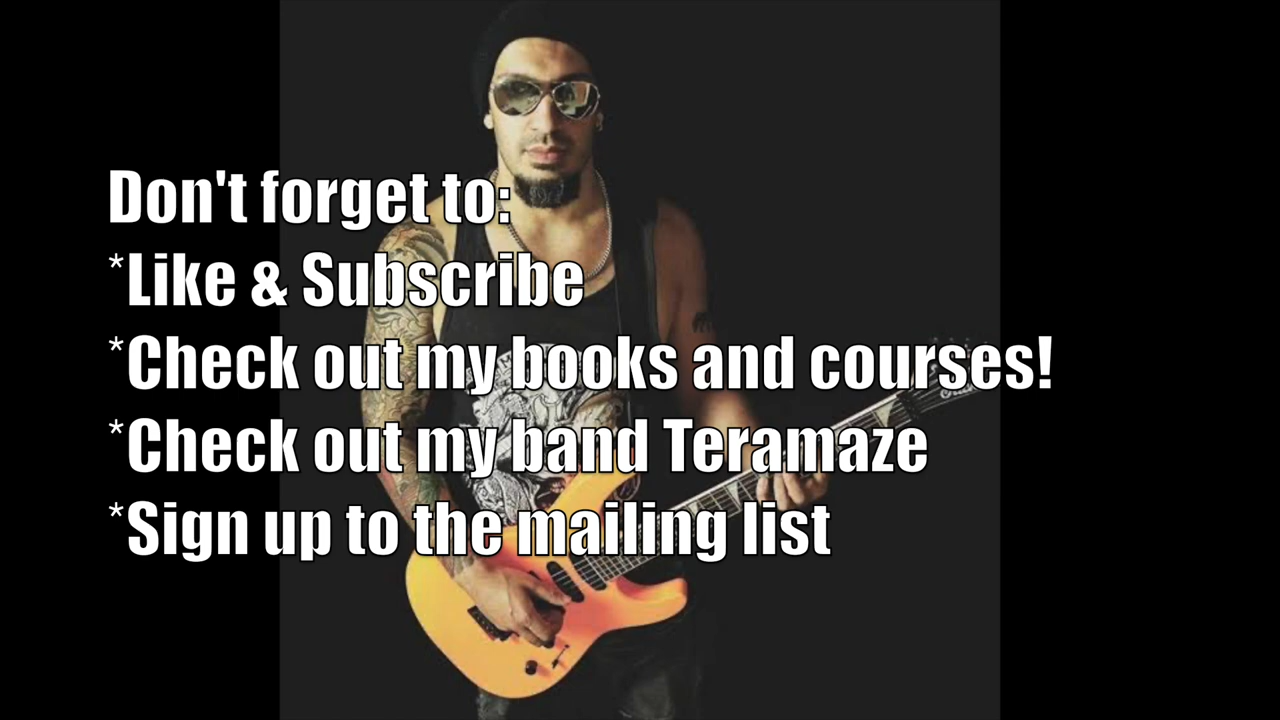 Don't forget to:
*Like & Subscribe
*Check out my books and courses!
*Check out my band Teramaze
*Sign up to the mailing list